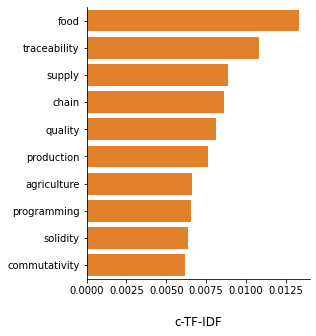 food
traceability
supply
chain
quality
production
agriculture
programming
solidity
commutativity
0.0000 0.0025 0.0050 0.0075 0.0100 0.0125
c-TF-IDF